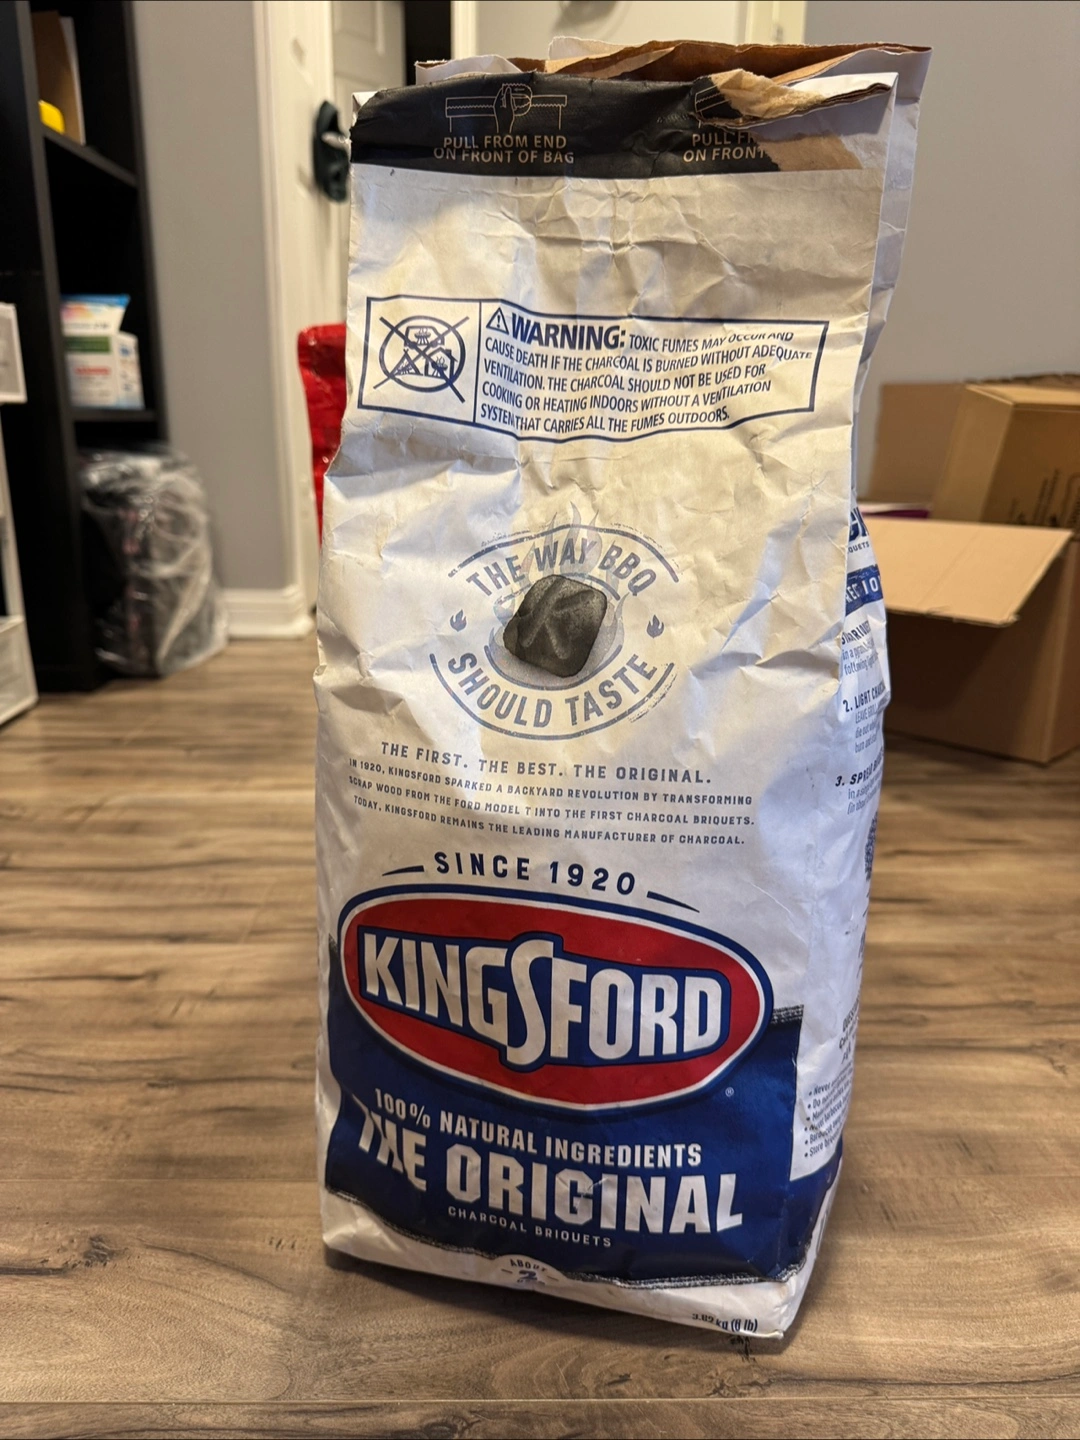 PULL FROM END
ON FRONT OF BAG
PULL
ON FRONT
WARNING: TOXIC FUMES MAY OCCUR AND
CAUSE DEATH IF THE CHARCOAL IS BURNED WITHOUT ADEQUATE
VENTILATION. THE CHARCOAL SHOULD NOT BE USED FOR
COOKING OR HEATING INDOORS WITHOUT A VENTILATION
SYSTEM THAT CARRIES ALL THE FUMES OUTDOORS.
THE WAY BBQ
SHOULD TASTE
THE FIRST. THE BEST. THE ORIGINAL.
IN 1920, KINGSFORD SPARKED A BACKYARD REVOLUTION BY TRANSFORMING
SCRAP WOOD FROM THE FORD MODEL T INTO THE FIRST CHARCOAL BRIQUETS.
TODAY, KINGSFORD REMAINS THE LEADING MANUFACTURER OF CHARCOAL.
SINCE 1920
KINGSFORD
®
100% NATURAL INGREDIENTS
THE ORIGINAL
CHARCOAL BRIQUETS
ABOUT
2
(8 lb)
2. LIGHT
3.